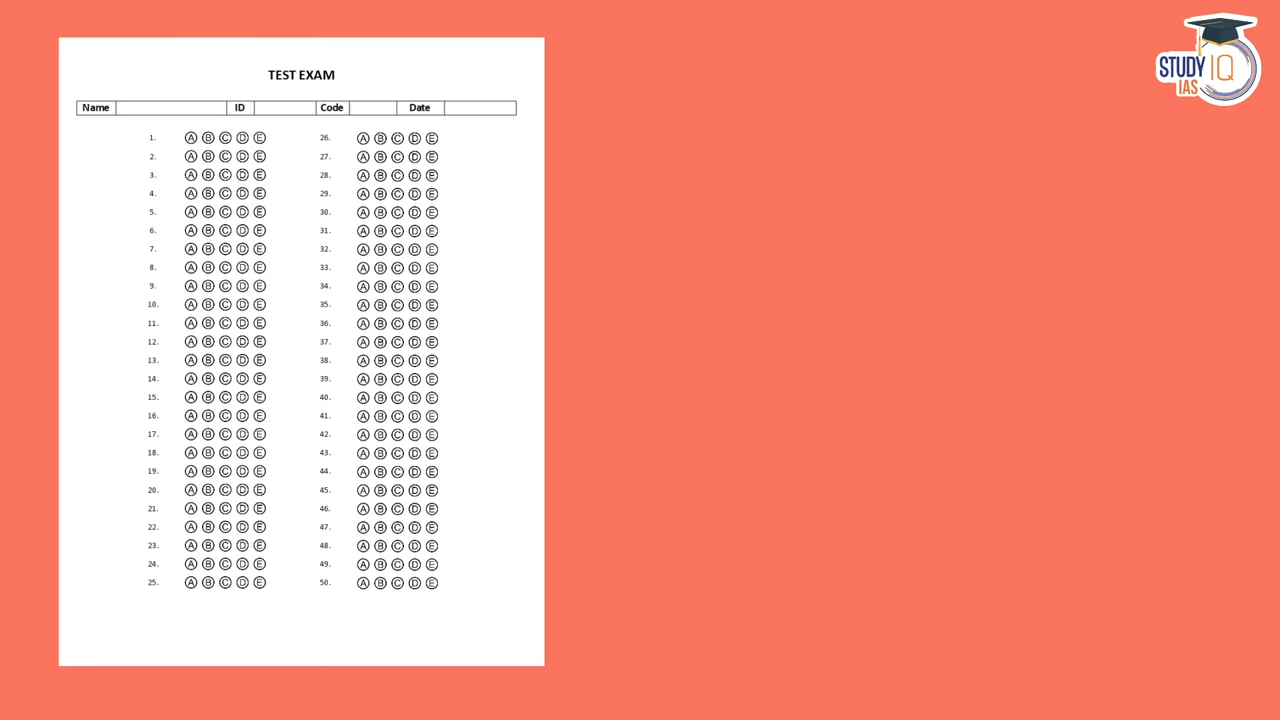 TEST EXAM
Name ID Code Date
1. A B C D E 26. A B C D E
2. A B C D E 27. A B C D E
3. A B C D E 28. A B C D E
4. A B C D E 29. A B C D E
5. A B C D E 30. A B C D E
6. A B C D E 31. A B C D E
7. A B C D E 32. A B C D E
8. A B C D E 33. A B C D E
9. A B C D E 34. A B C D E
10. A B C D E 35. A B C D E
11. A B C D E 36. A B C D E
12. A B C D E 37. A B C D E
13. A B C D E 38. A B C D E
14. A B C D E 39. A B C D E
15. A B C D E 40. A B C D E
16. A B C D E 41. A B C D E
17. A B C D E 42. A B C D E
18. A B C D E 43. A B C D E
19. A B C D E 44. A B C D E
20. A B C D E 45. A B C D E
21. A B C D E 46. A B C D E
22. A B C D E 47. A B C D E
23. A B C D E 48. A B C D E
24. A B C D E 49. A B C D E
25. A B C D E 50. A B C D E
STUDY IQ
IAS